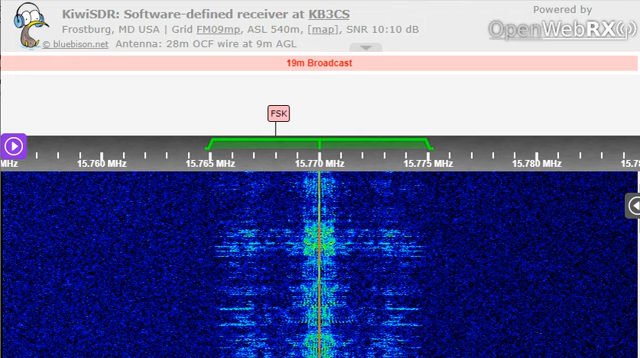 KiwiSDR: Software-defined receiver at KB3CS
Frostburg, MD USA | Grid FM09mp, ASL 540m, [map], SNR 10:10 dB
© bluebison.net Antenna: 28m OCF wire at 9m AGL
Powered by
OpenWebRX
19m Broadcast
FSK
MHz 15.760 MHz 15.765 MHz 15.770 MHz 15.775 MHz 15.780 MHz 15.78